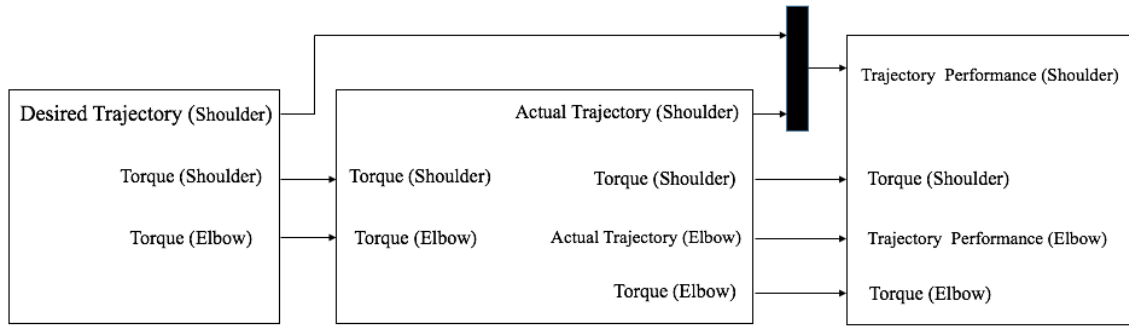 Desired Trajectory (Shoulder)
Torque (Shoulder)
Torque (Elbow)
Torque (Shoulder)
Torque (Elbow)
Actual Trajectory (Shoulder)
Torque (Shoulder)
Actual Trajectory (Elbow)
Torque (Elbow)
Trajectory Performance (Shoulder)
Torque (Shoulder)
Trajectory Performance (Elbow)
Torque (Elbow)